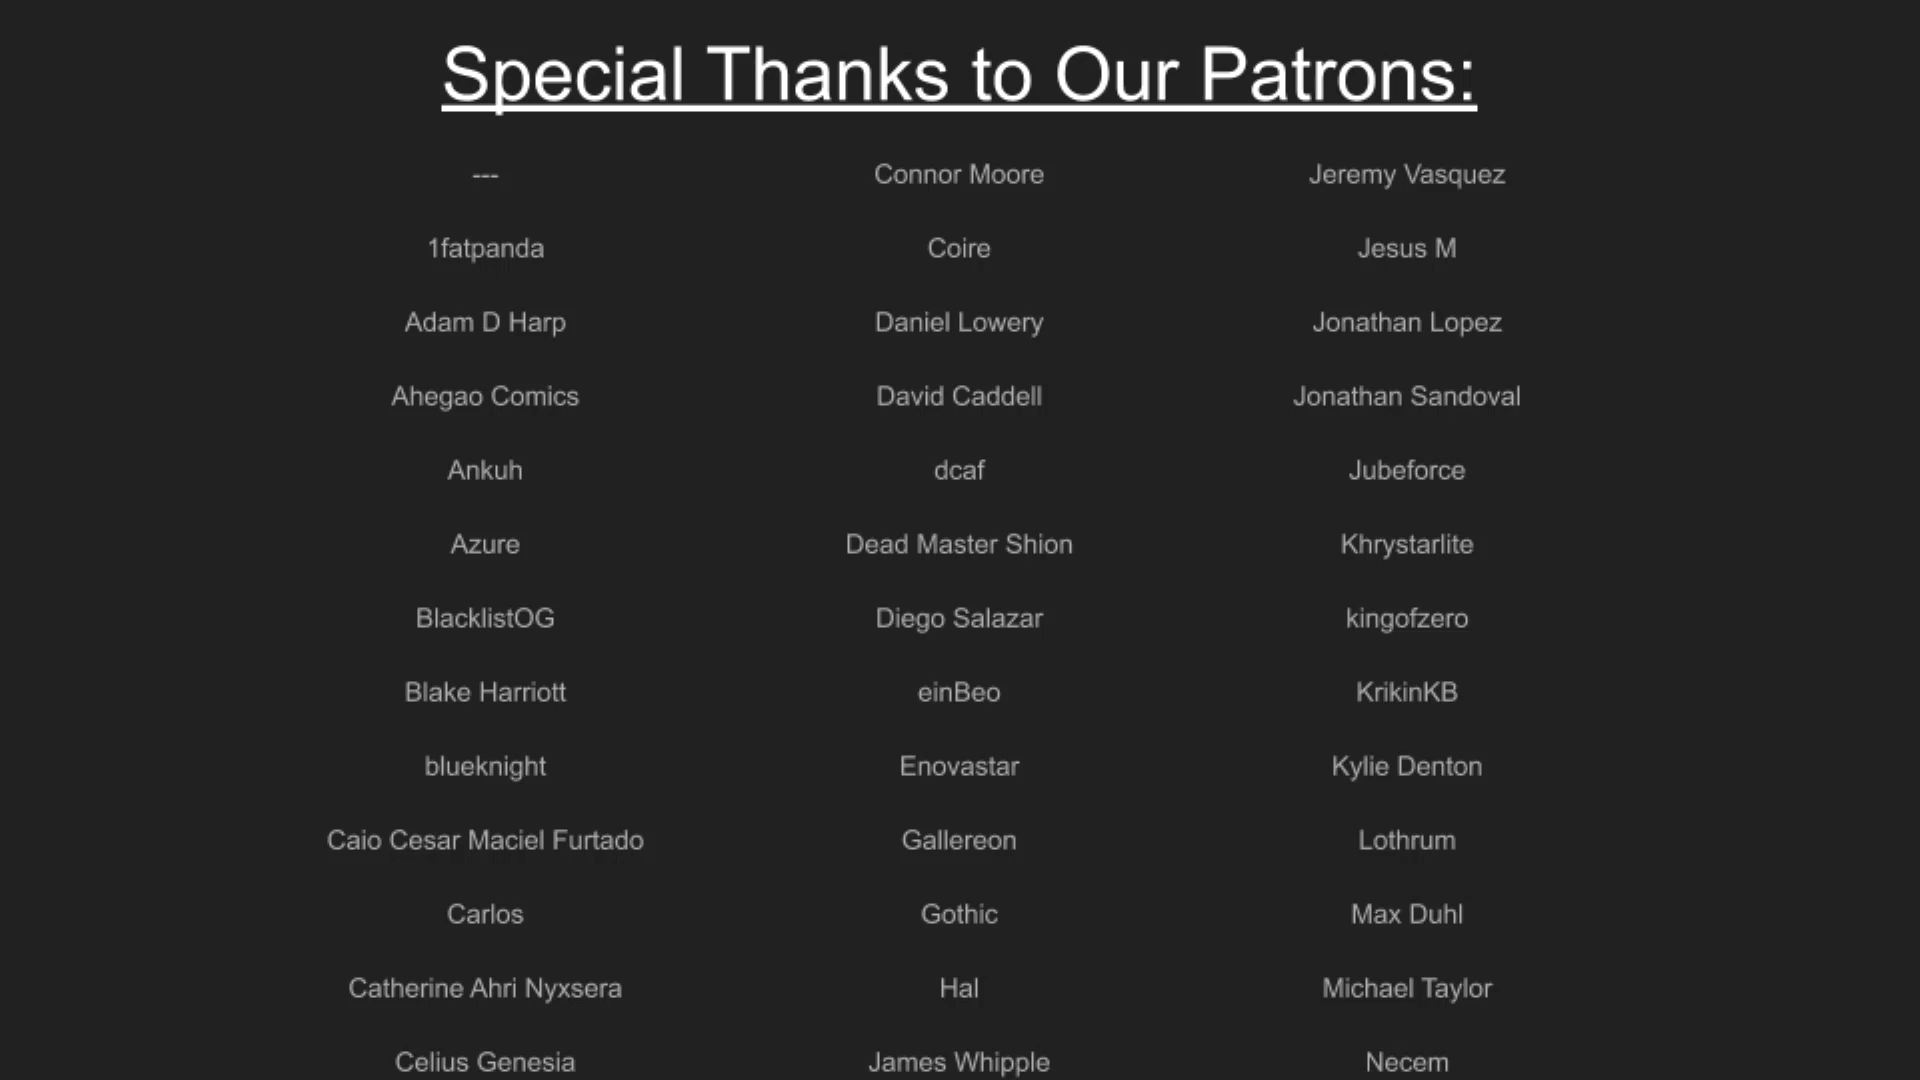 Special Thanks to Our Patrons:
--- Connor Moore Jeremy Vasquez
1fatpanda Coire Jesus M
Adam D Harp Daniel Lowery Jonathan Lopez
Ahegao Comics David Caddell Jonathan Sandoval
Ankuh dcaf Jubeforce
Azure Dead Master Shion Khrystarlite
BlacklistOG Diego Salazar kingofzero
Blake Harriott einBeo KrikinKB
blueknight Enovastar Kylie Denton
Caio Cesar Maciel Furtado Gallereon Lothrum
Carlos Gothic Max Duhl
Catherine Ahri Nyxsera Hal Michael Taylor
Celius Genesia James Whipple Necem